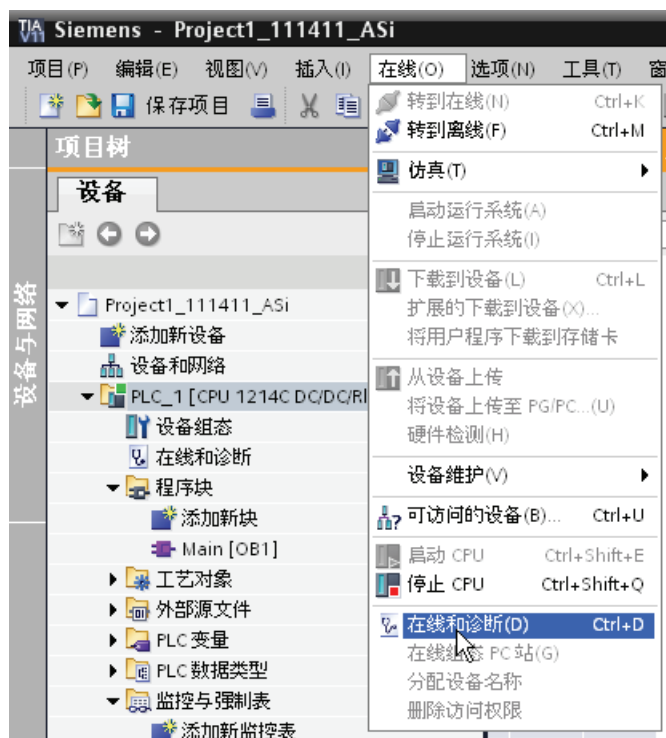 TIA V11 Siemens - Project1_111411_ASi
项目(P) 编辑(E) 视图(V) 插入(I) 在线(O) 选项(N) 工具(T) 窗
保存项目
转到在线(N) Ctrl+K
转到离线(F) Ctrl+M
仿真(T)
启动运行系统(A)
停止运行系统(I)
下载到设备(L) Ctrl+L
扩展的下载到设备(X)...
将用户程序下载到存储卡
从设备上传
将设备上传至 PG/PC...(U)
硬件检测(H)
设备维护(V)
可访问的设备(B)... Ctrl+U
启动 CPU Ctrl+Shift+E
停止 CPU Ctrl+Shift+Q
在线和诊断(D) Ctrl+D
在线组态 PC 站(G)
分配设备名称
删除访问权限
项目树
设备
设备与网络
Project1_111411_ASi
添加新设备
设备和网络
PLC_1 [CPU 1214C DC/DC/Rl
设备组态
在线和诊断
程序块
添加新块
Main [OB1]
工艺对象
外部源文件
PLC 变量
PLC 数据类型
监控与强制表
添加新监控表